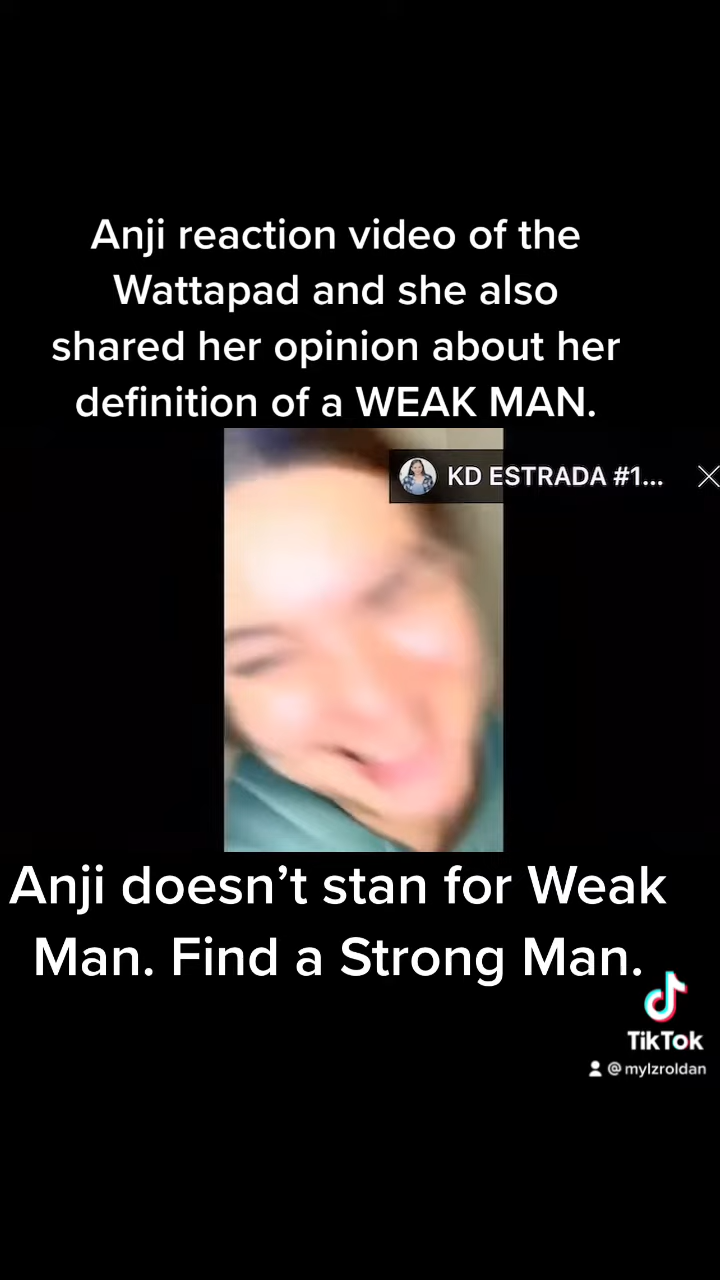 Anji reaction video of the
Wattapad and she also
shared her opinion about her
definition of a WEAK MAN.
KD ESTRADA #1...
Anji doesn’t stan for Weak
Man. Find a Strong Man.
TikTok
@mylzroldan